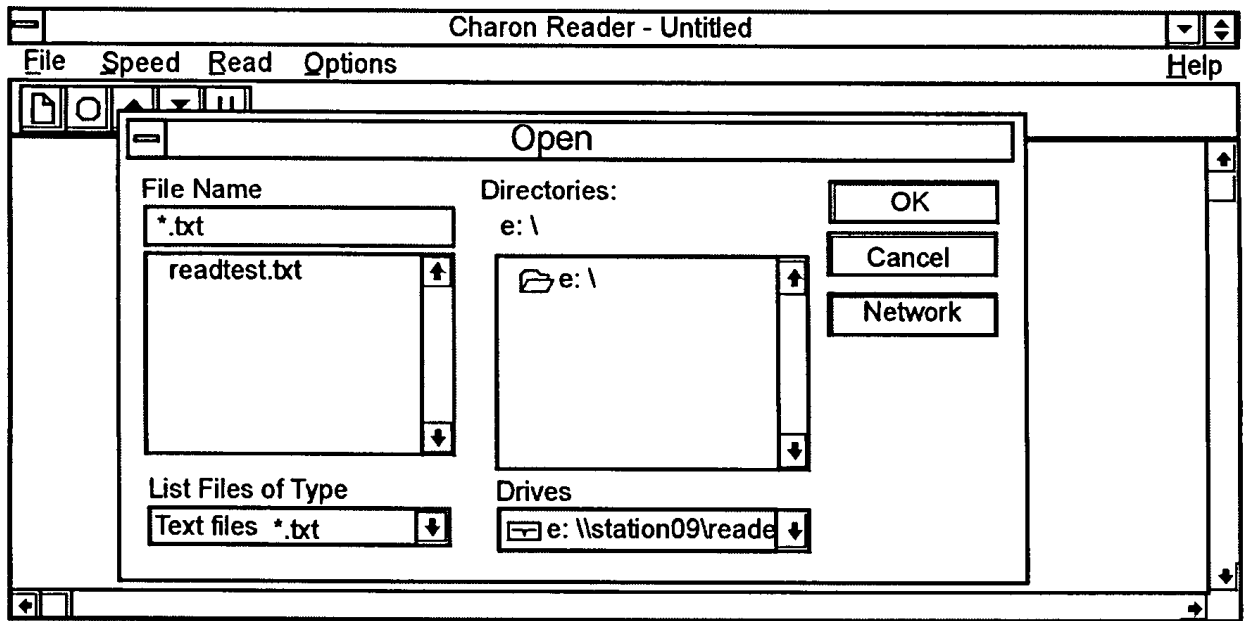 Charon Reader - Untitled
File Speed Read Options Help
Open
File Name
*.txt
readtest.txt
Directories:
e: \
e: \
OK
Cancel
Network
List Files of Type
Text files *.txt
Drives
e: \\station09\reade